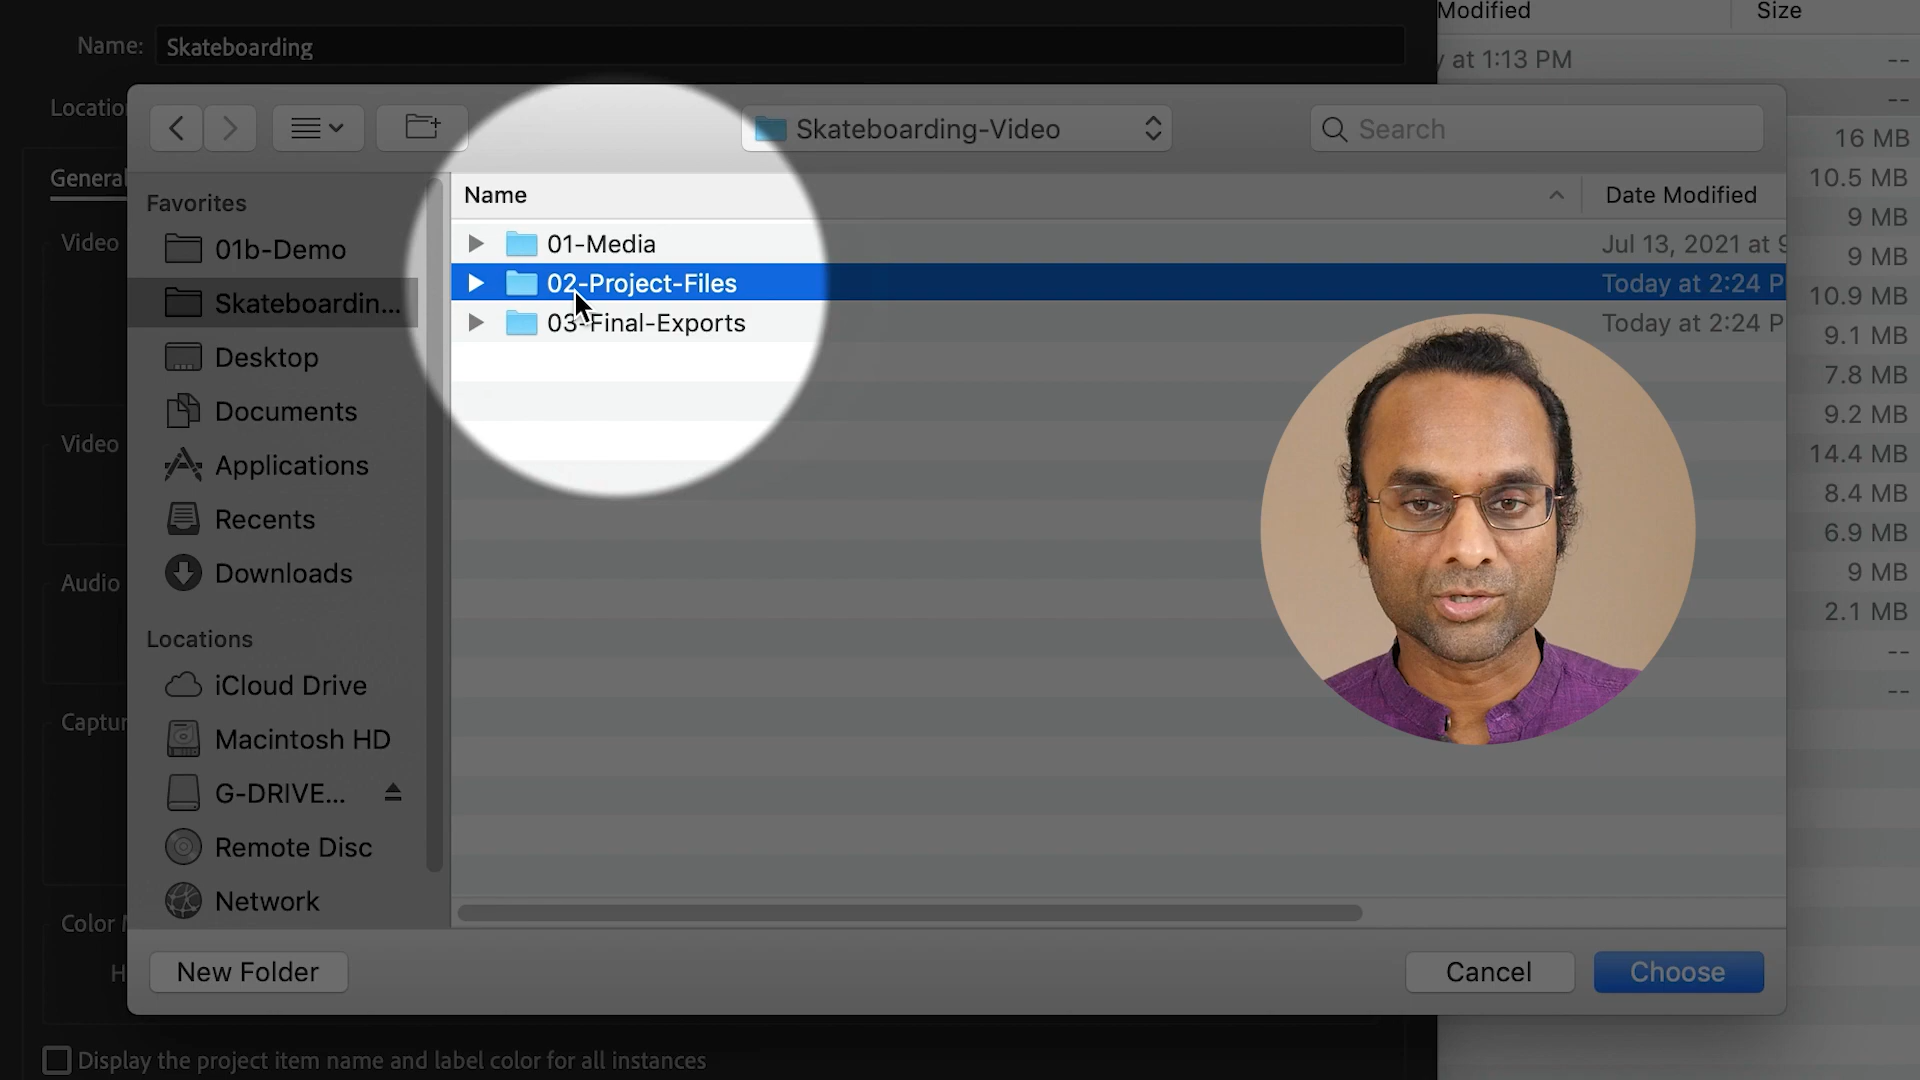 Name: Skateboarding
Modified
Size
at 1:13 PM
--
--
Skateboarding-Video
Search
General
Favorites
01b-Demo
Skateboardin...
Desktop
Documents
Applications
Recents
Downloads
Locations
iCloud Drive
Macintosh HD
G-DRIVE...
Remote Disc
Network
Name
Date Modified
01-Media
Jul 13, 2021 at 9
02-Project-Files
Today at 2:24 P
03-Final-Exports
Today at 2:24 P
Video
Video
Audio
Captur
Color M
H
16 MB
10.5 MB
9 MB
9 MB
10.9 MB
9.1 MB
7.8 MB
9.2 MB
14.4 MB
8.4 MB
6.9 MB
9 MB
2.1 MB
--
--
New Folder
Cancel
Choose
Display the project item name and label color for all instances